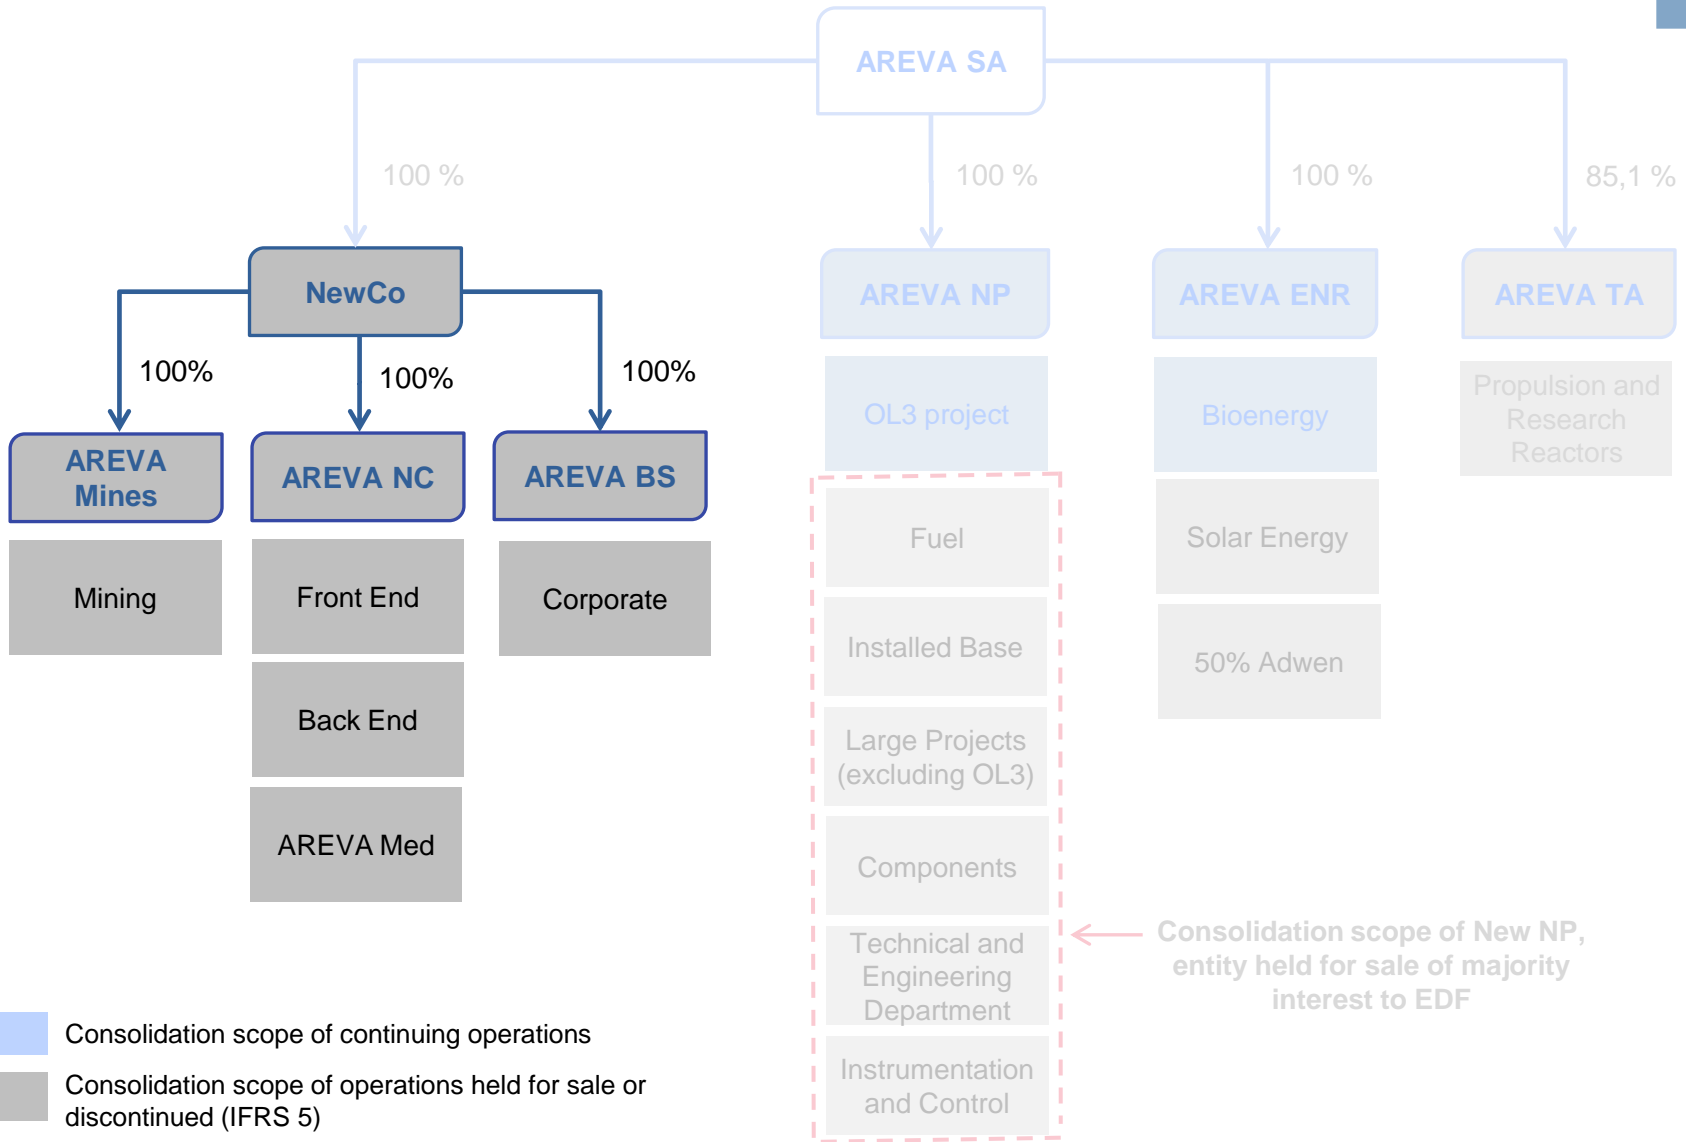 AREVA SA
100 %
100 %
100 %
85,1 %
NewCo
AREVA NP
AREVA ENR
AREVA TA
100%
100%
100%
AREVA
Mines
AREVA NC
AREVA BS
OL3 project
Bioenergy
Propulsion and
Research
Reactors
Mining
Front End
Corporate
Fuel
Solar Energy
Back End
Installed Base
50% Adwen
AREVA Med
Large Projects
(excluding OL3)
Components
Technical and
Engineering
Department
Instrumentation
and Control
Consolidation scope of New NP,
entity held for sale of majority
interest to EDF
Consolidation scope of continuing operations
Consolidation scope of operations held for sale or
discontinued (IFRS 5)